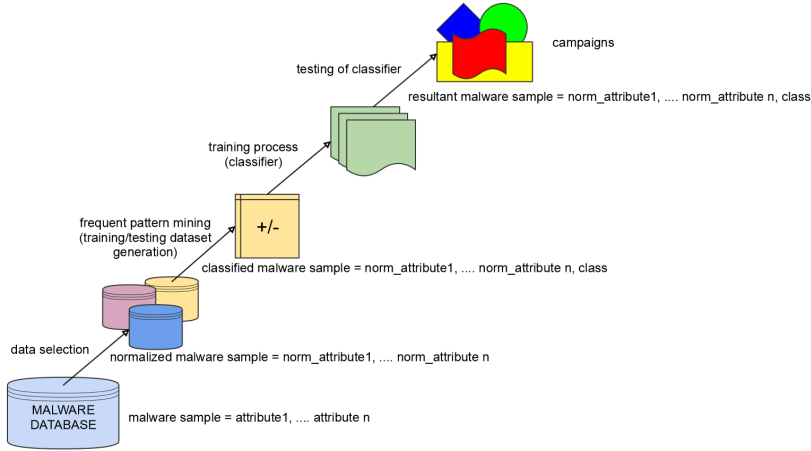 campaigns
testing of classifier
resultant malware sample = norm_attribute1, .... norm_attribute n, class
training process
(classifier)
frequent pattern mining
(training/testing dataset
generation)
+/-
classified malware sample = norm_attribute1, .... norm_attribute n, class
data selection
normalized malware sample = norm_attribute1, .... norm_attribute n
MALWARE
DATABASE
malware sample = attribute1, .... attribute n